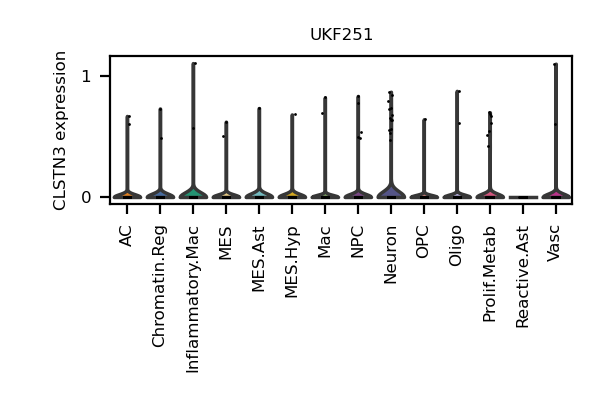 UKF251
CLSTN3 expression
1
0
AC
Chromatin.Reg
Inflammatory.Mac
MES
MES.Ast
MES.Hyp
Mac
NPC
Neuron
OPC
Oligo
Prolif.Metab
Reactive.Ast
Vasc